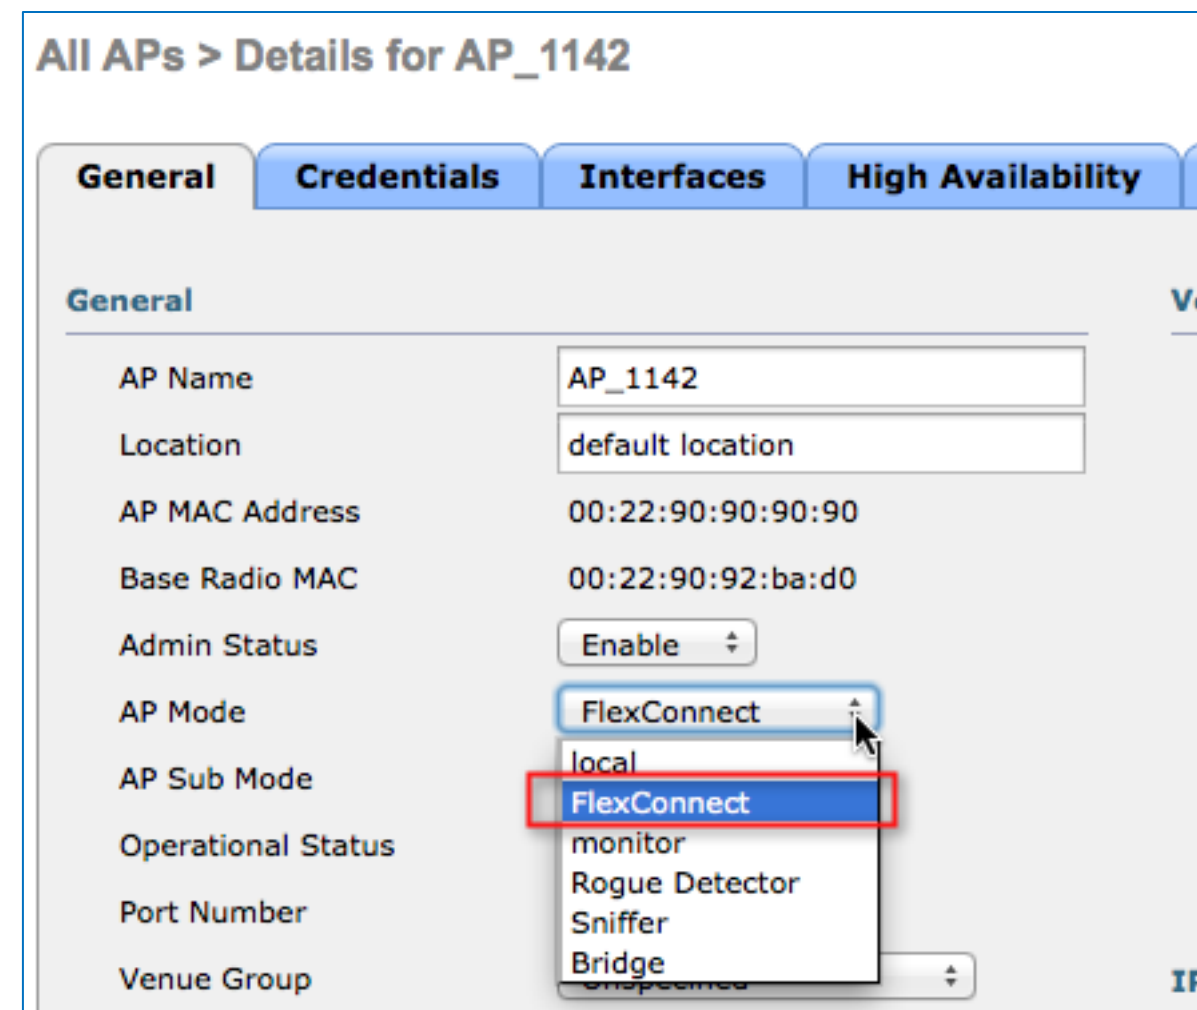 All APs > Details for AP_1142
General Credentials Interfaces High Availability
General
AP Name AP_1142
Location default location
AP MAC Address 00:22:90:90:90:90
Base Radio MAC 00:22:90:92:ba:d0
Admin Status Enable
AP Mode FlexConnect
local
AP Sub Mode
FlexConnect
monitor
Operational Status
Rogue Detector
Port Number
Sniffer
Bridge
Venue Group